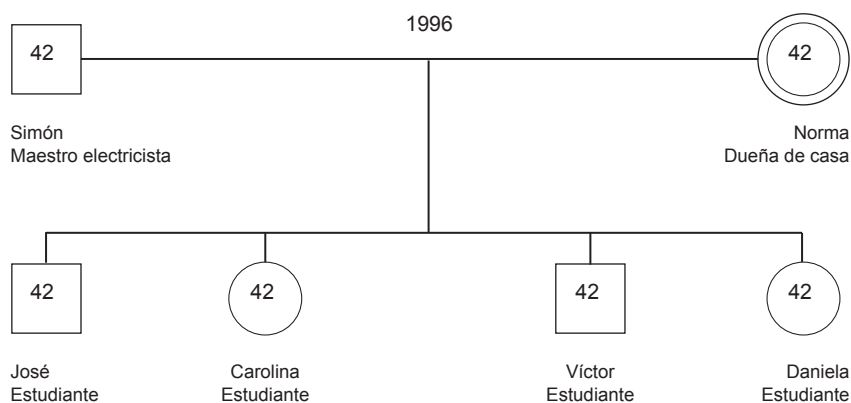 1996
42
42
Simón
Maestro electricista
Norma
Dueña de casa
42
42
42
42
José
Estudiante
Carolina
Estudiante
Víctor
Estudiante
Daniela
Estudiante